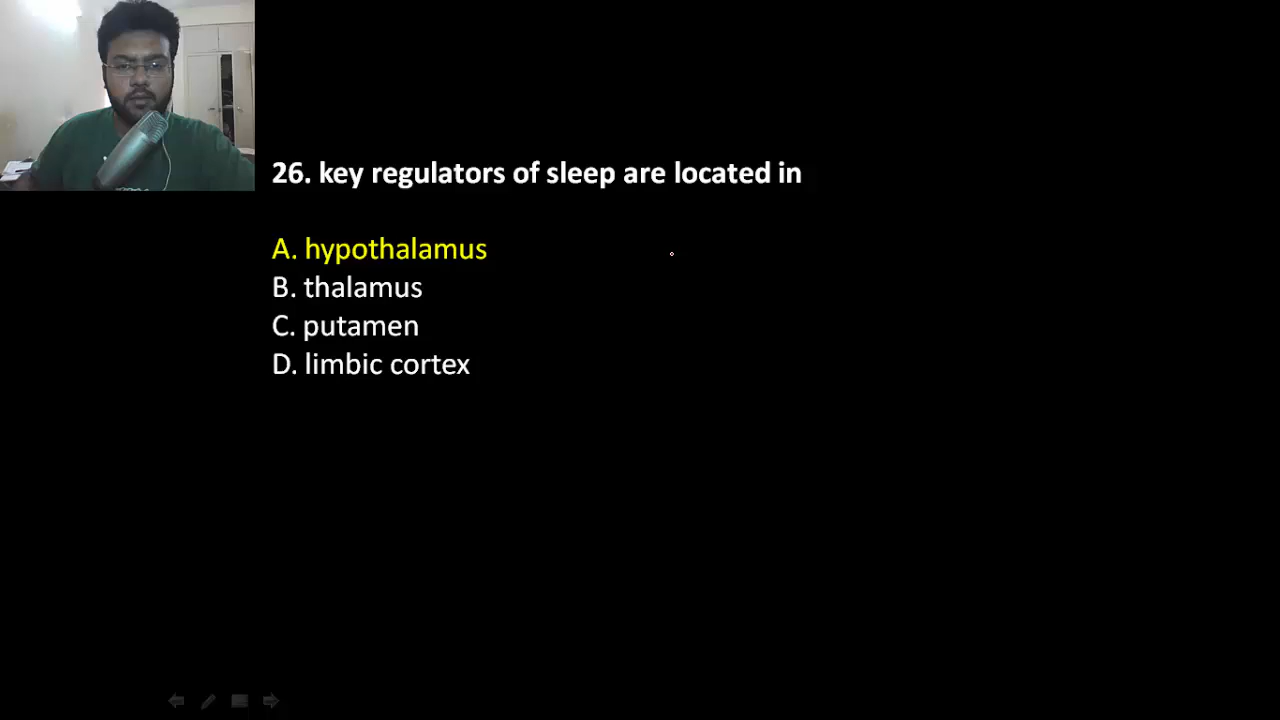 26. key regulators of sleep are located in
A. hypothalamus
B. thalamus
C. putamen
D. limbic cortex